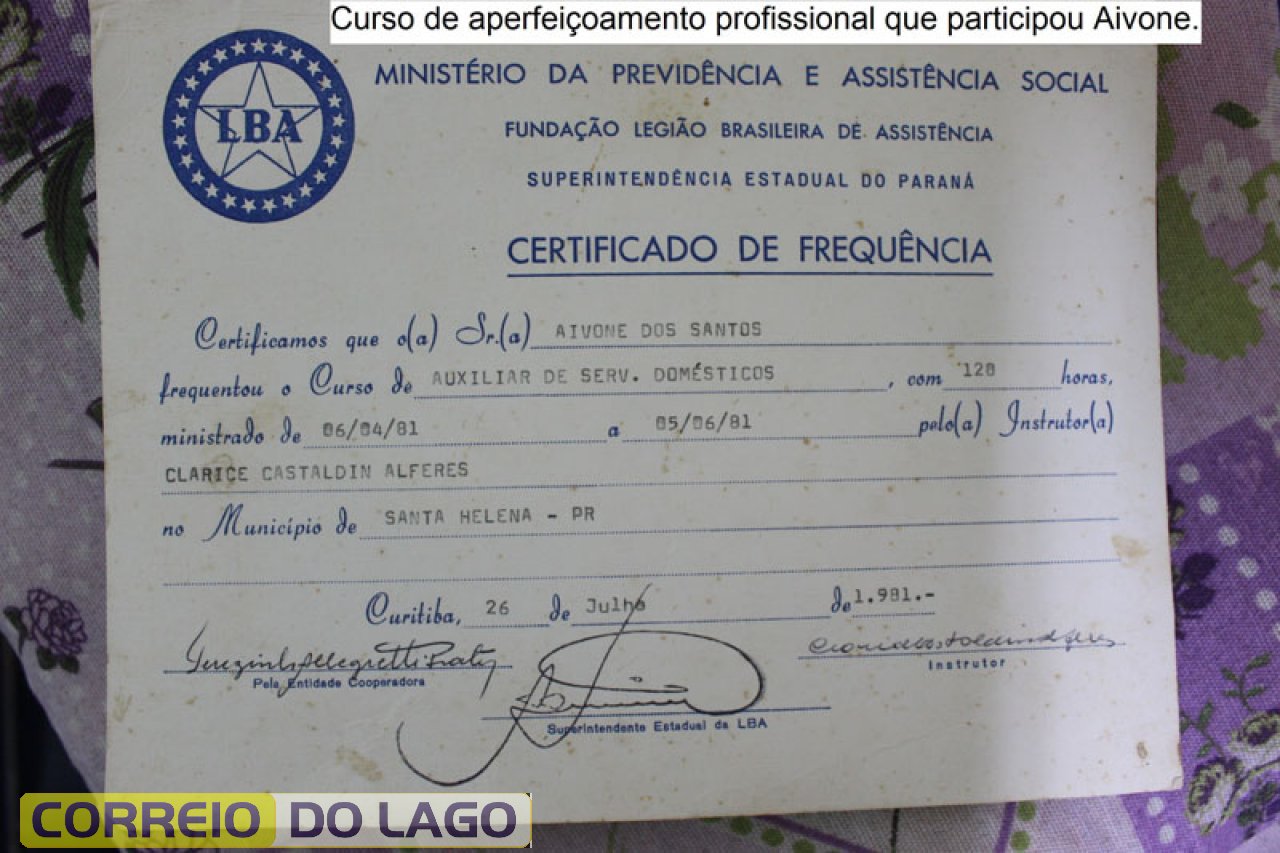 Curso de aperfeiçoamento profissional que participou Aivone.
LBA
MINISTÉRIO DA PREVIDÊNCIA E ASSISTÊNCIA SOCIAL
FUNDAÇÃO LEGIÃO BRASILEIRA DE ASSISTÊNCIA
SUPERINTENDÊNCIA ESTADUAL DO PARANÁ
CERTIFICADO DE FREQUÊNCIA
Certificamos que o(a) Sr.(a) AIVONE DOS SANTOS
frequentou o Curso de AUXILIAR DE SERV. DOMÉSTICOS, com 120 horas,
ministrado de 06/04/81 a 05/06/81 pelo(a) Instrutor(a)
CLARICE CASTALDIN ALFERES
no Município de SANTA HELENA - PR
Curitiba, 26 de Julho de 1.981.-
Pela Entidade Cooperadora
Superintendente Estadual da LBA
Instrutor
CORREIO DO LAGO